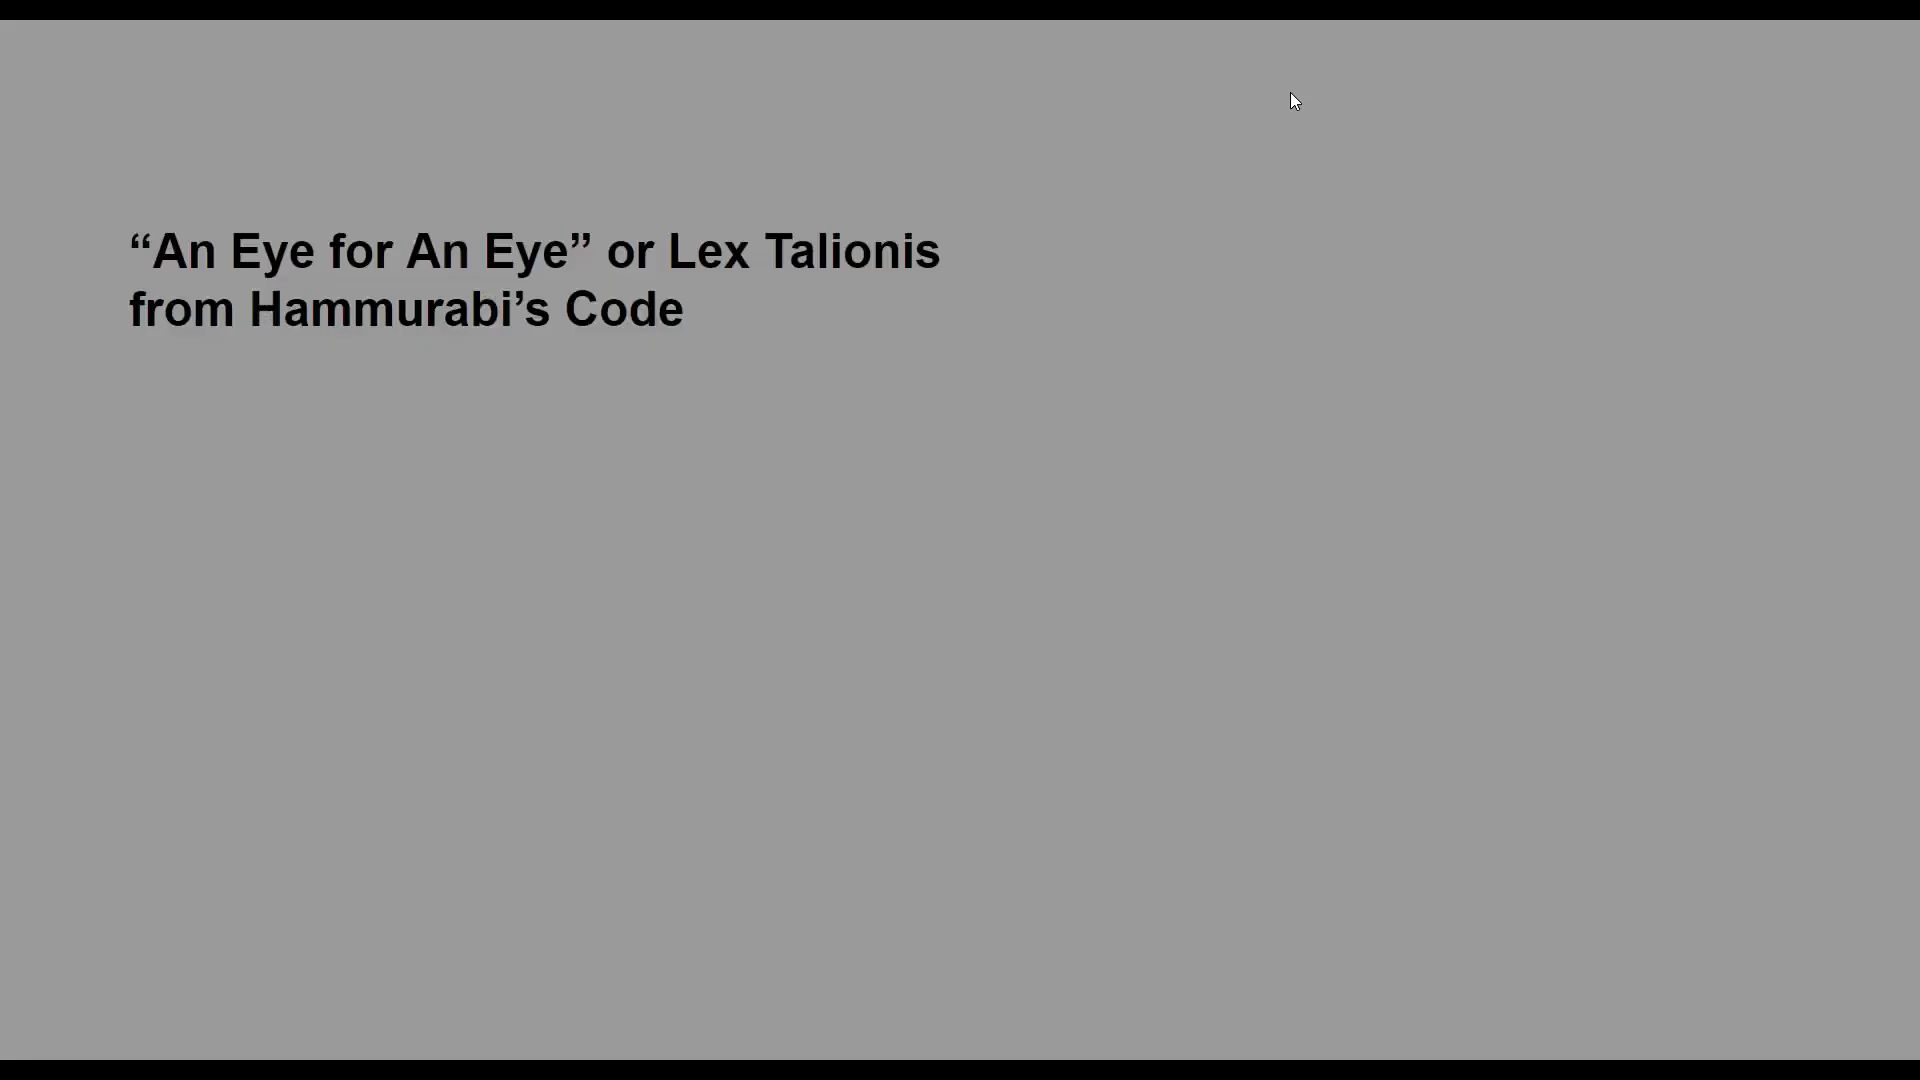 “An Eye for An Eye” or Lex Talionis
from Hammurabi’s Code